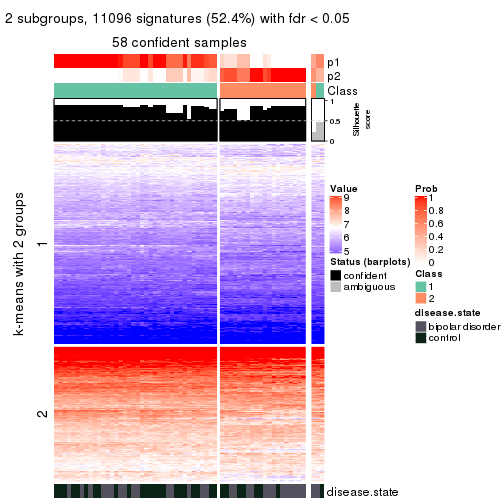 2 subgroups, 11096 signatures (52.4%) with fdr < 0.05
58 confident samples
p1
p2
Class
1
0.5
0
Silhouette
score
k-means with 2 groups
1
2
Value
9
8
7
6
5
Status (barplots)
confident
ambiguous
Prob
1
0.8
0.6
0.4
0.2
0
Class
1
2
disease.state
bipolar disorder
control
disease.state